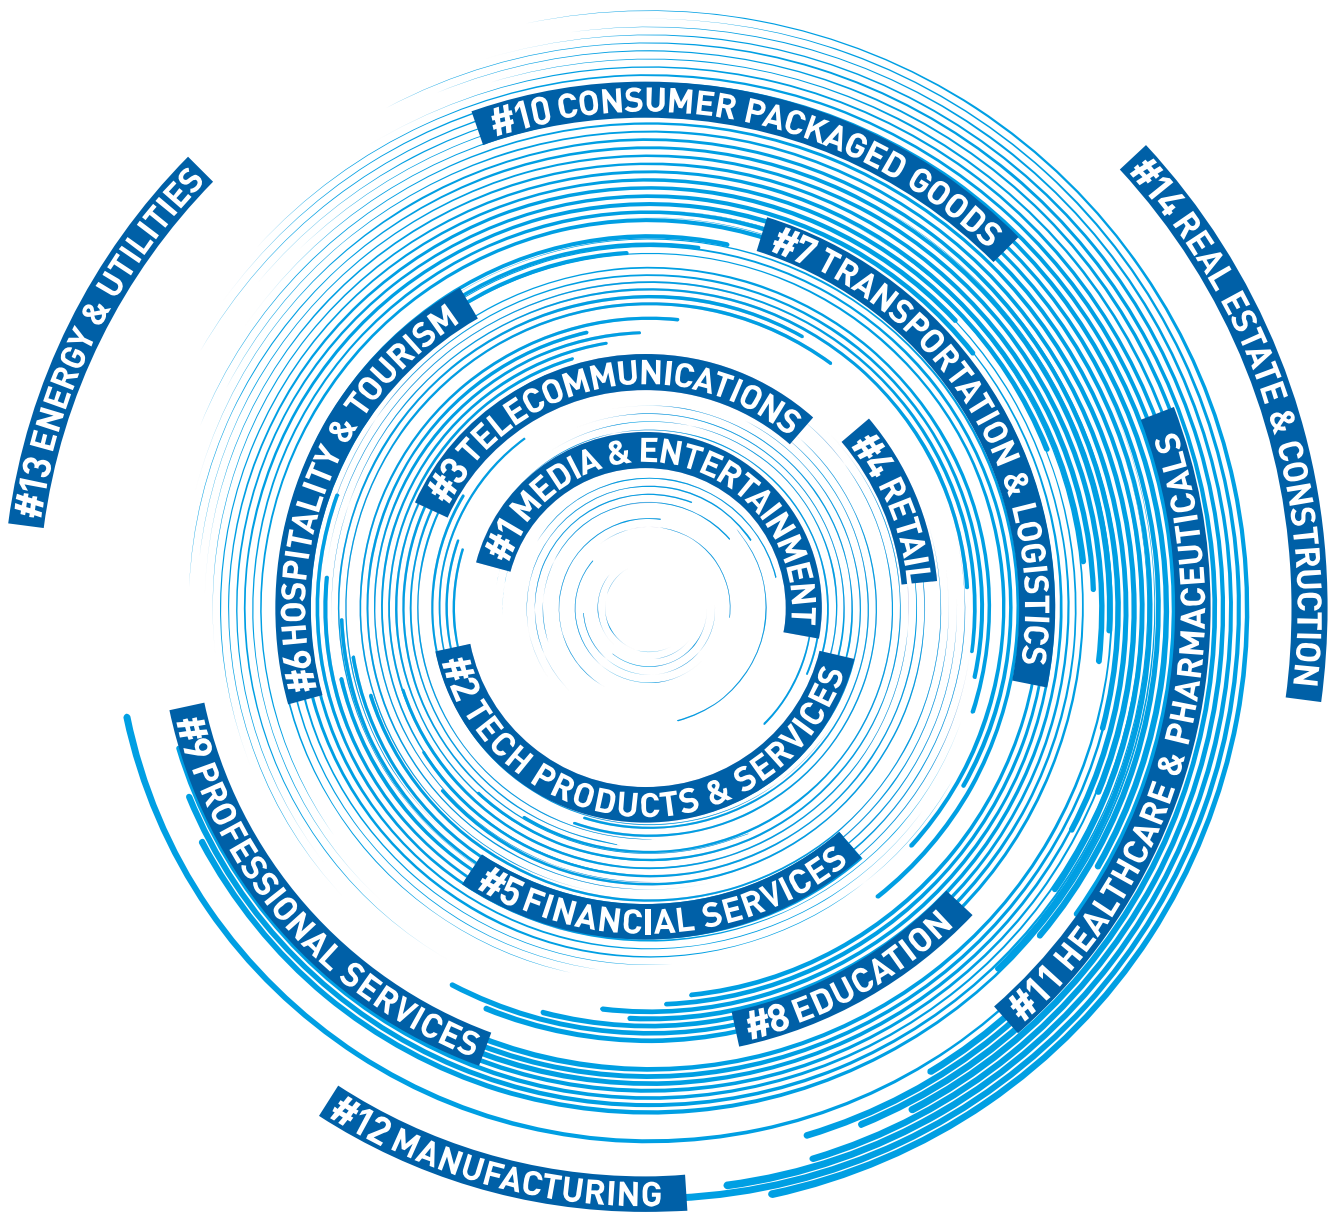 #1 MEDIA & ENTERTAINMENT
#2 TECH PRODUCTS & SERVICES
#3 TELECOMMUNICATIONS
#4 RETAIL
#5 FINANCIAL SERVICES
#6 HOSPITALITY & TOURISM
#7 TRANSPORTATION & LOGISTICS
#8 EDUCATION
#9 PROFESSIONAL SERVICES
#10 CONSUMER PACKAGED GOODS
#11 HEALTHCARE & PHARMACEUTICALS
#12 MANUFACTURING
#13 ENERGY & UTILITIES
#14 REAL ESTATE & CONSTRUCTION